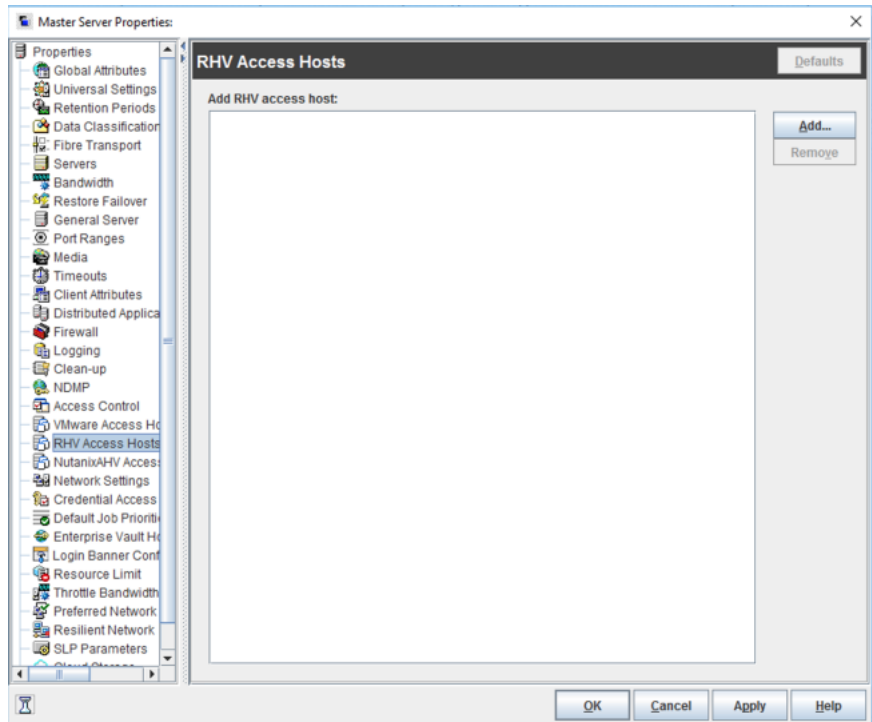 Master Server Properties:
Properties
Global Attributes
Universal Settings
Retention Periods
Data Classification
Fibre Transport
Servers
Bandwidth
Restore Failover
General Server
Port Ranges
Media
Timeouts
Client Attributes
Distributed Applica
Firewall
Logging
Clean-up
NDMP
Access Control
VMware Access Ho
RHV Access Hosts
NutanixAHV Access
Network Settings
Credential Access
Default Job Prioriti
Enterprise Vault Ho
Login Banner Conf
Resource Limit
Throttle Bandwidth
Preferred Network
Resilient Network
SLP Parameters
RHV Access Hosts
Defaults
Add RHV access host:
Add...
Remove
OK
Cancel
Apply
Help